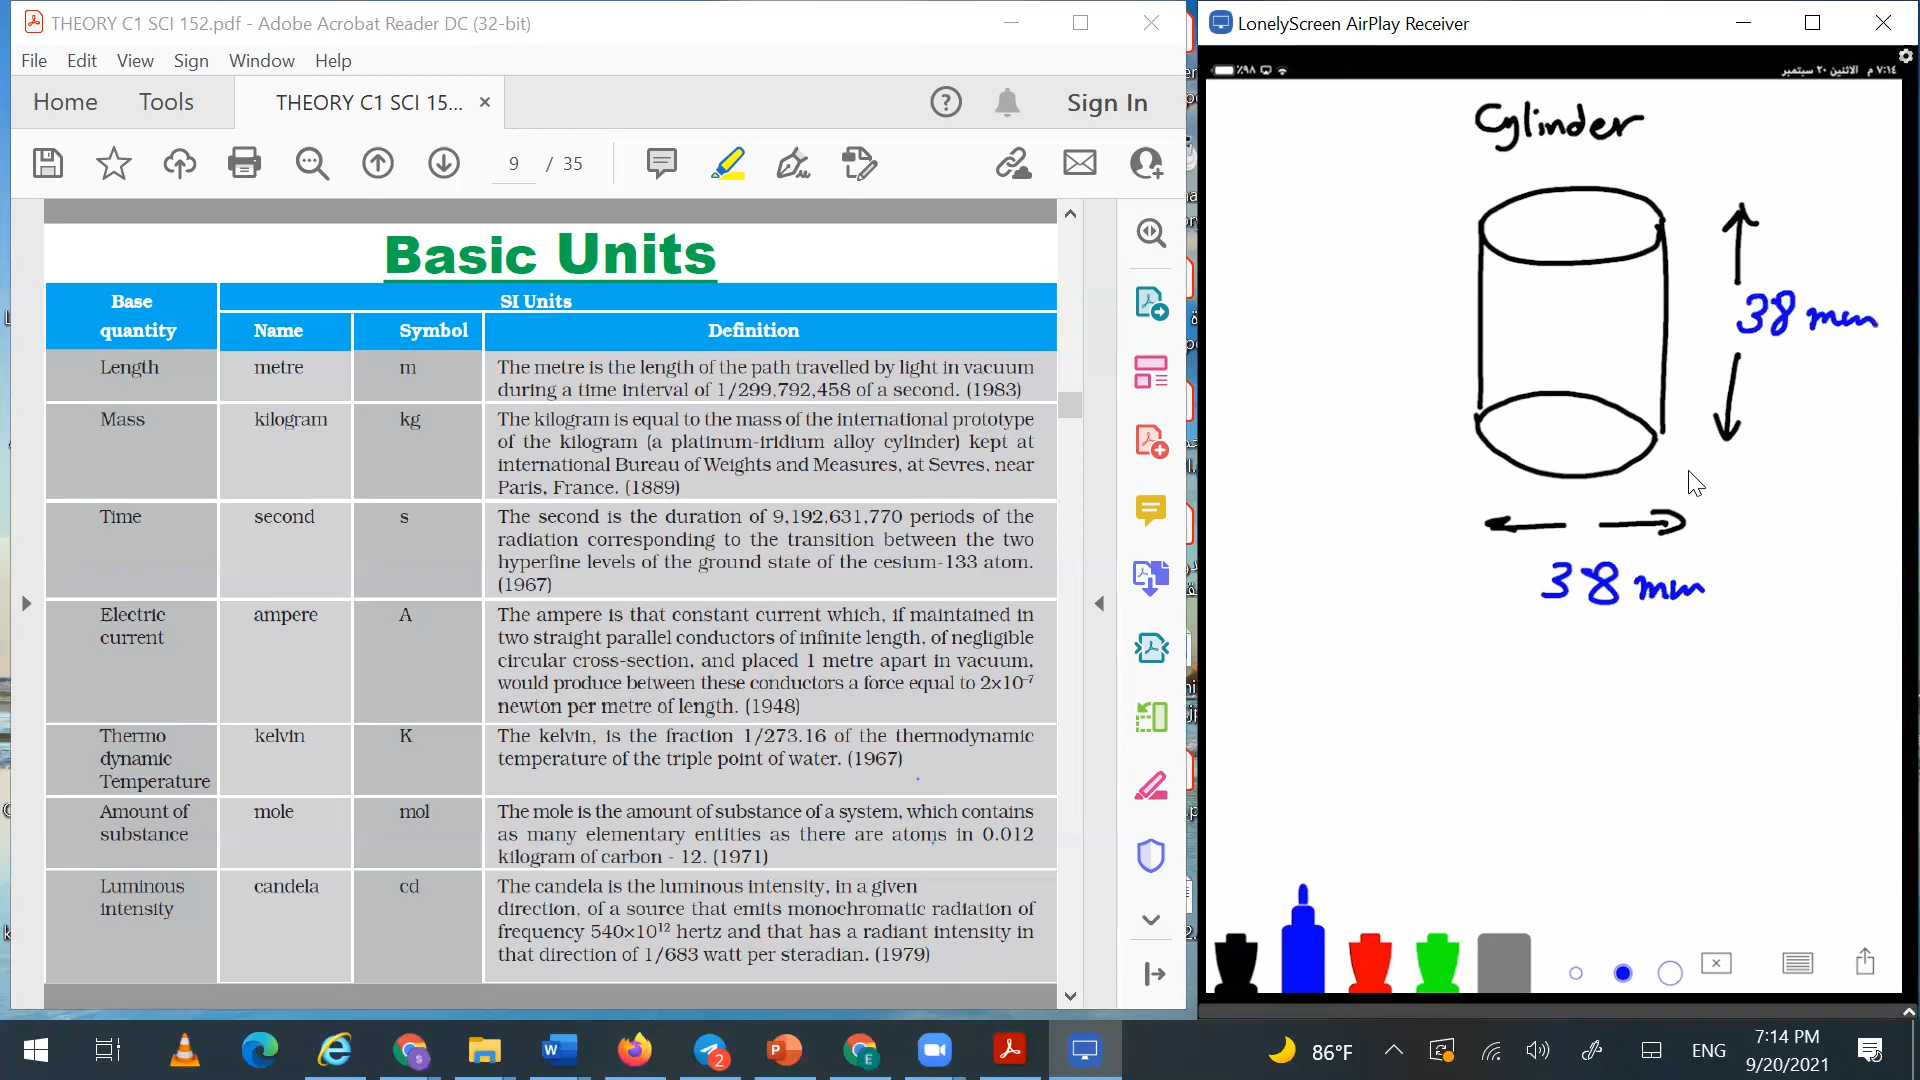 THEORY C1 SCI 152.pdf - Adobe Acrobat Reader DC (32-bit)
File Edit View Sign Window Help
Home Tools THEORY C1 SCI 15... × Sign In
9 / 35
Basic Units
Base quantity
SI Units
Name Symbol Definition
Length metre m The metre is the length of the path travelled by light in vacuum
during a time interval of 1/299,792,458 of a second. (1983)
Mass kilogram kg The kilogram is equal to the mass of the international prototype
of the kilogram (a platinum-iridium alloy cylinder) kept at
international Bureau of Weights and Measures, at Sevres, near
Paris, France. (1889)
Time second s The second is the duration of 9,192,631,770 periods of the
radiation corresponding to the transition between the two
hyperfine levels of the ground state of the cesium-133 atom.
(1967)
Electric ampere A The ampere is that constant current which, if maintained in
current two straight parallel conductors of infinite length, of negligible
circular cross-section, and placed 1 metre apart in vacuum,
would produce between these conductors a force equal to 2×10⁻⁷
newton per metre of length. (1948)
Thermo kelvin K The kelvin, is the fraction 1/273.16 of the thermodynamic
dynamic temperature of the triple point of water. (1967)
Temperature
Amount of mole mol The mole is the amount of substance of a system, which contains
substance as many elementary entities as there are atoms in 0.012
kilogram of carbon - 12. (1971)
Luminous candela cd The candela is the luminous intensity, in a given
intensity direction, of a source that emits monochromatic radiation of
frequency 540×10¹² hertz and that has a radiant intensity in
that direction of 1/683 watt per steradian. (1979)
LonelyScreen AirPlay Receiver
٧:١٤ م الاثنين ٢٠ سبتمبر
٪٩٨
Cylinder
38 mm
38 mm
86°F
ENG
7:14 PM
9/20/2021